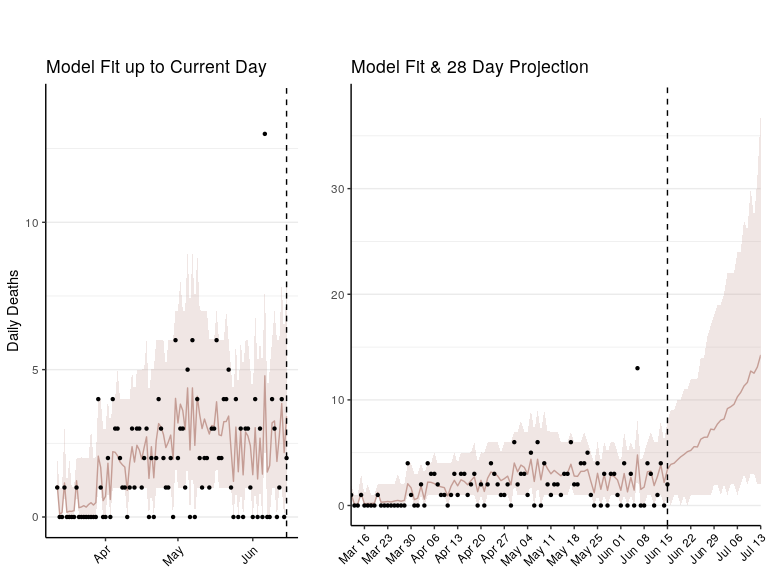 Model Fit up to Current Day
Model Fit & 28 Day Projection
Daily Deaths
10
5
0
Apr
May
Jun
30
20
10
0
Mar 16
Mar 23
Mar 30
Apr 06
Apr 13
Apr 20
Apr 27
May 04
May 11
May 18
May 25
Jun 01
Jun 08
Jun 15
Jun 22
Jun 29
Jul 06
Jul 13